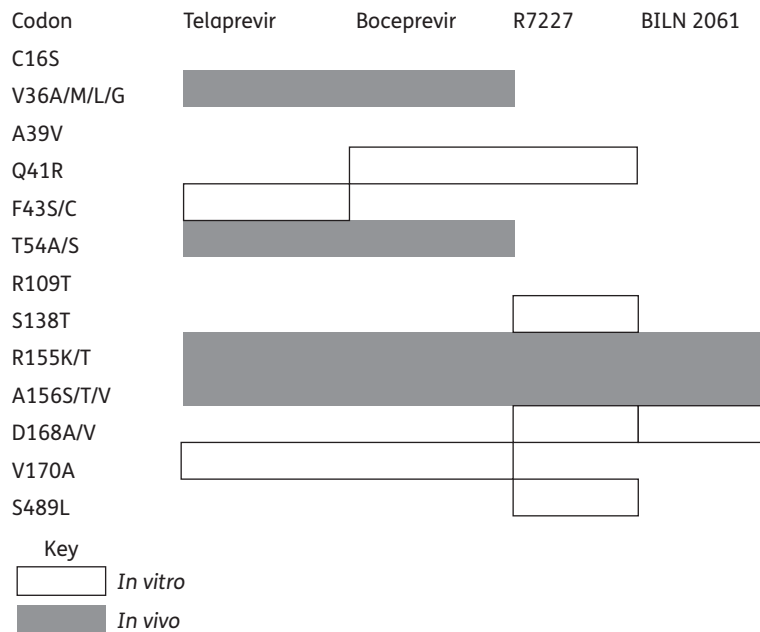 Codon Telaprevir Boceprevir R7227 BILN 2061
C16S
V36A/M/L/G
A39V
Q41R
F43S/C
T54A/S
R109T
S138T
R155K/T
A156S/T/V
D168A/V
V170A
S489L
Key
In vitro
In vivo